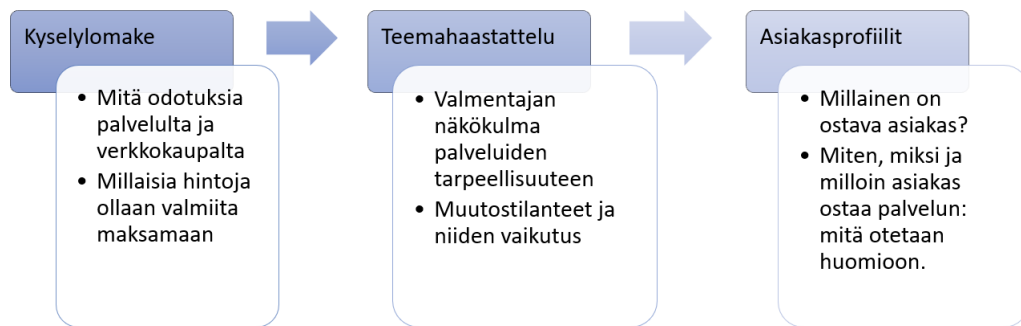 Kyselylomake
• Mitä odotuksia
palvelulta ja
verkkokaupalta
• Millaisia hintoja
ollaan valmiita
maksamaan
Teemahaastattelu
• Valmentajan
näkökulma
palveluiden
tarpeellisuuteen
• Muutostilanteet ja
niiden vaikutus
Asiakasprofiilit
• Millainen on
ostava asiakas?
• Miten, miksi ja
milloin asiakas
ostaa palvelun:
mitä otetaan
huomioon.